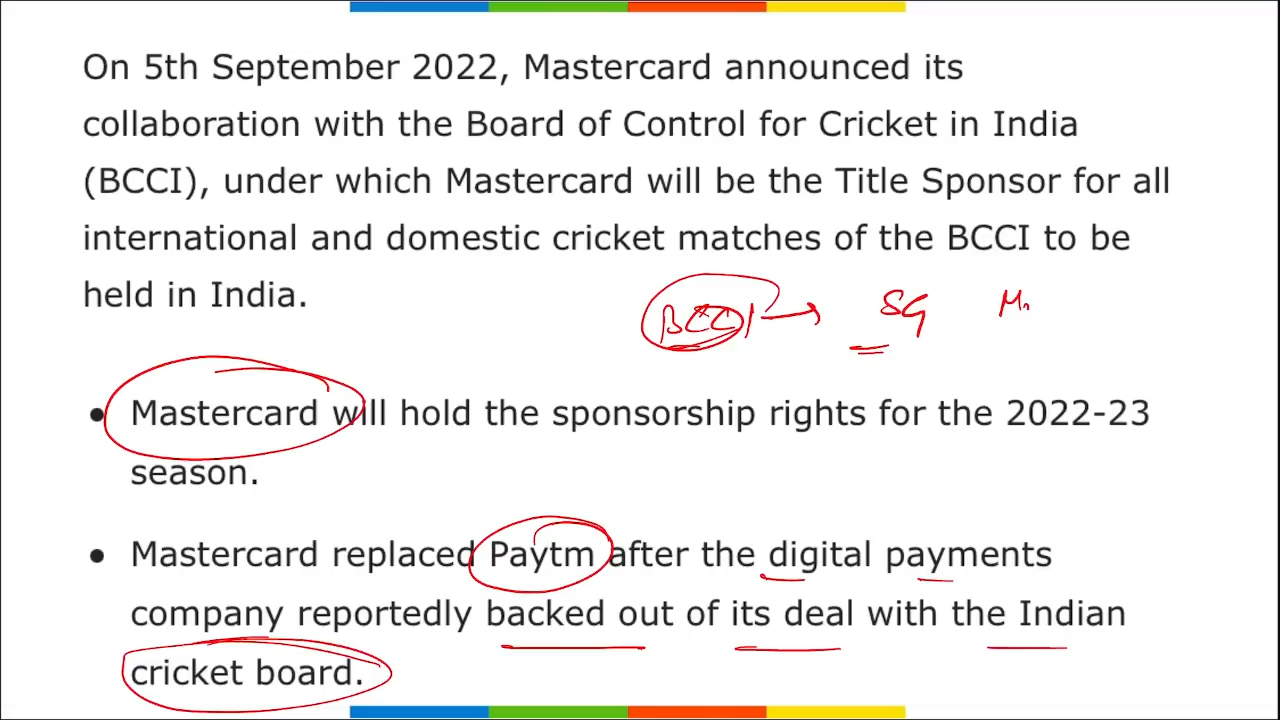 On 5th September 2022, Mastercard announced its
collaboration with the Board of Control for Cricket in India
(BCCI), under which Mastercard will be the Title Sponsor for all
international and domestic cricket matches of the BCCI to be
held in India.
BCCI → SG
• Mastercard will hold the sponsorship rights for the 2022-23
season.
• Mastercard replaced Paytm after the digital payments
company reportedly backed out of its deal with the Indian
cricket board.